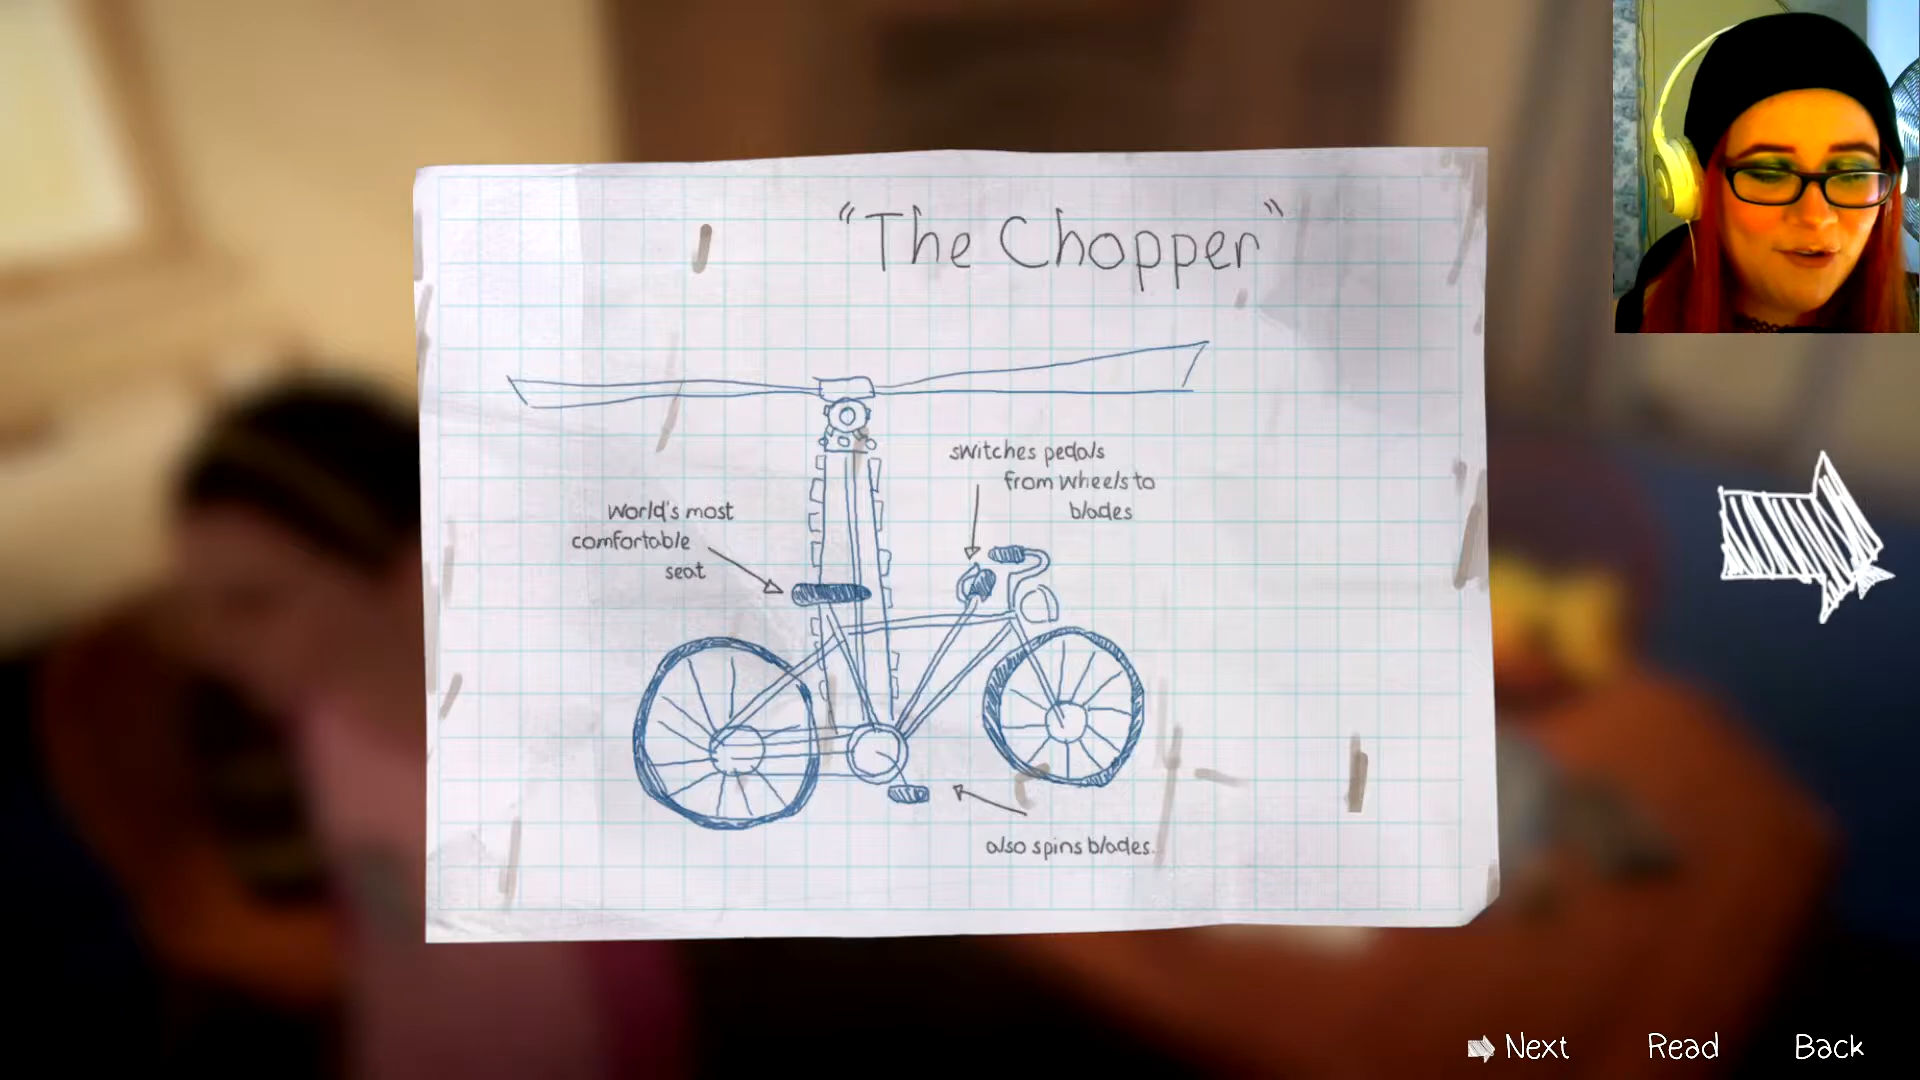 "The Chopper"
switches pedals
from wheels to
blades
World's most
comfortable
seat
also spins blades.
Next
Read
Back